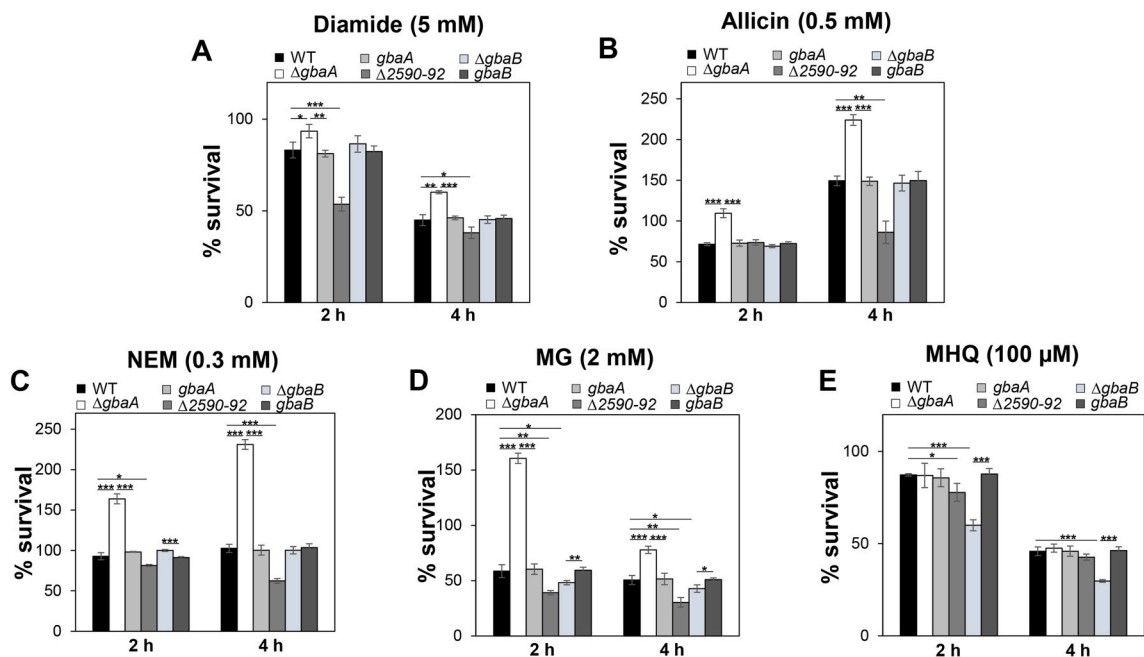 Diamide (5 mM)
A
WT gbaA ΔgbaB
ΔgbaA Δ2590-92 gbaB
% survival
100
50
0
***
* **
*
** ***
2 h 4 h
Allicin (0.5 mM)
B
WT gbaA ΔgbaB
ΔgbaA Δ2590-92 gbaB
% survival
250
200
150
100
50
0
*** ***
**
*** ***
2 h 4 h
NEM (0.3 mM)
C
WT gbaA ΔgbaB
ΔgbaA Δ2590-92 gbaB
% survival
250
200
150
100
50
0
*
*** ***
***
***
*** ***
2 h 4 h
MG (2 mM)
D
WT gbaA ΔgbaB
ΔgbaA Δ2590-92 gbaB
% survival
200
150
100
50
0
*
**
*** ***
**
*
**
*** ***
*
2 h 4 h
MHQ (100 µM)
E
WT gbaA ΔgbaB
ΔgbaA Δ2590-92 gbaB
% survival
100
50
0
***
*
***
***
***
2 h 4 h